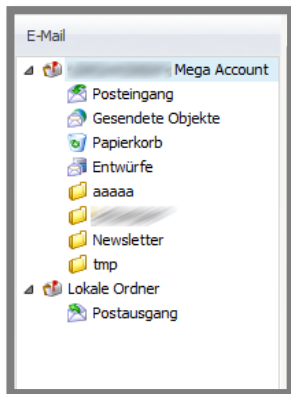 E-Mail
Mega Account
Posteingang
Gesendete Objekte
Papierkorb
Entwürfe
aaaaa
Newsletter
tmp
Lokale Ordner
Postausgang